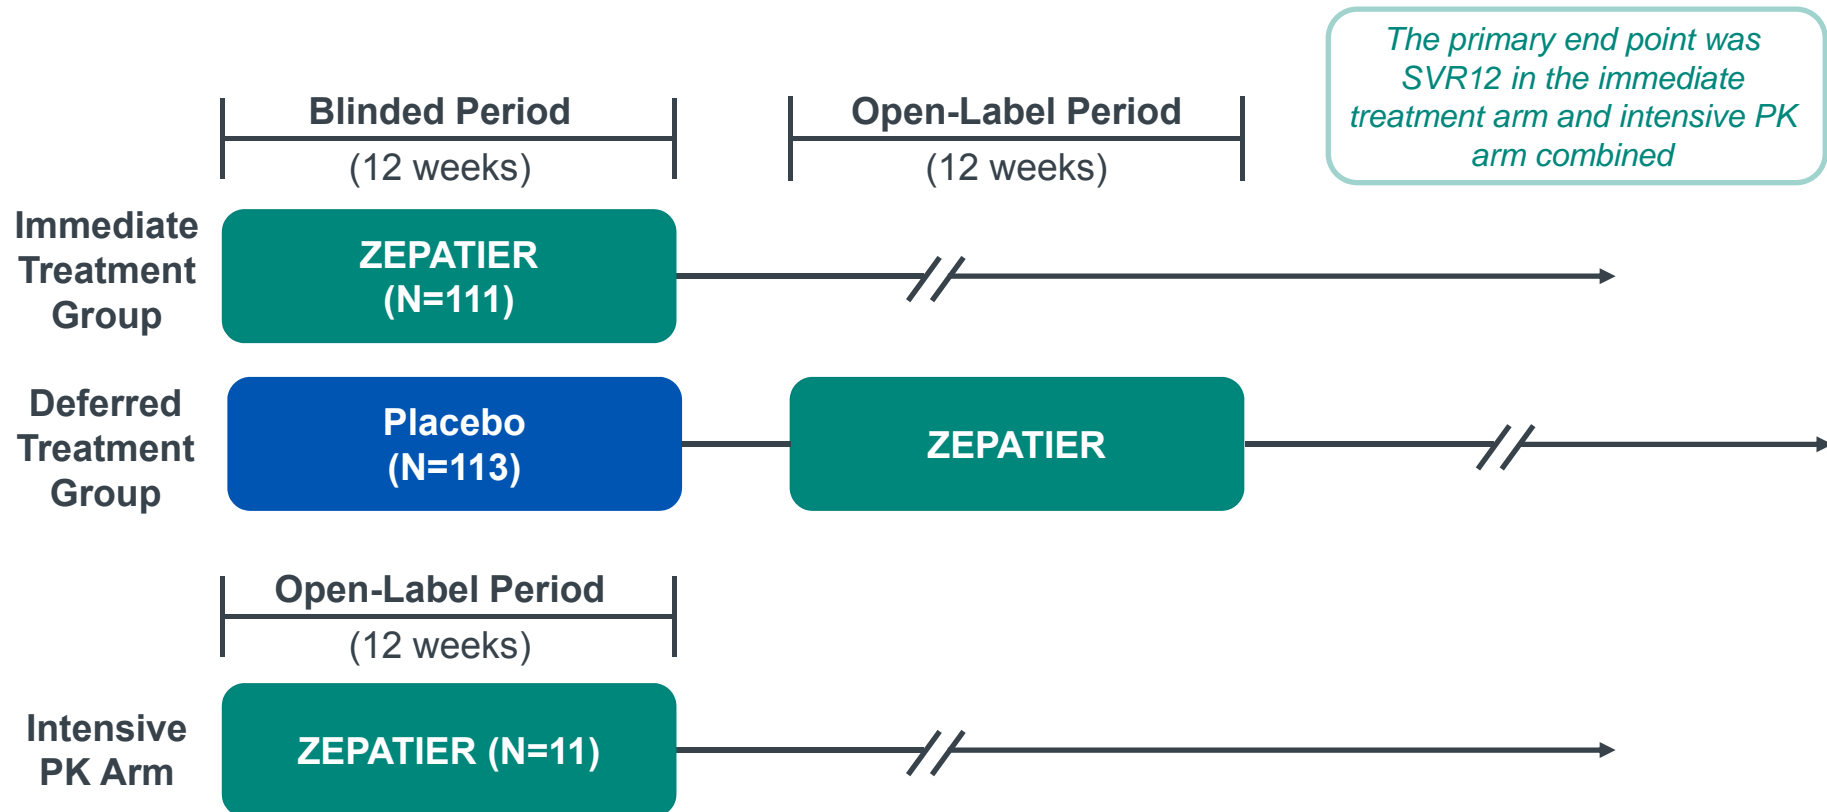 The primary end point was
SVR12 in the immediate
treatment arm and intensive PK
arm combined
Blinded Period
(12 weeks)
Open-Label Period
(12 weeks)
Immediate
Treatment
Group
ZEPATIER
(N=111)
Deferred
Treatment
Group
Placebo
(N=113)
ZEPATIER
Open-Label Period
(12 weeks)
Intensive
PK Arm
ZEPATIER (N=11)